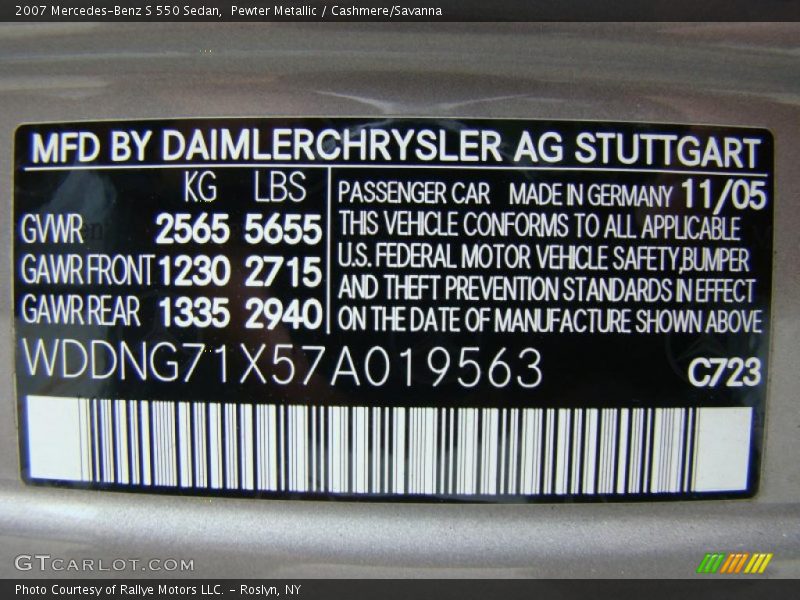 2007 Mercedes-Benz S 550 Sedan,  Pewter Metallic / Cashmere/Savanna
MFD BY DAIMLERCHRYSLER AG STUTTGART
KG LBS
GVWR 2565 5655
GAWR FRONT 1230 2715
GAWR REAR 1335 2940
PASSENGER CAR MADE IN GERMANY 11/05
THIS VEHICLE CONFORMS TO ALL APPLICABLE
U.S. FEDERAL MOTOR VEHICLE SAFETY,BUMPER
AND THEFT PREVENTION STANDARDS IN EFFECT
ON THE DATE OF MANUFACTURE SHOWN ABOVE
WDDNG71X57A019563
C723
GTCARLOT.COM
Photo Courtesy of Rallye Motors LLC. - Roslyn, NY